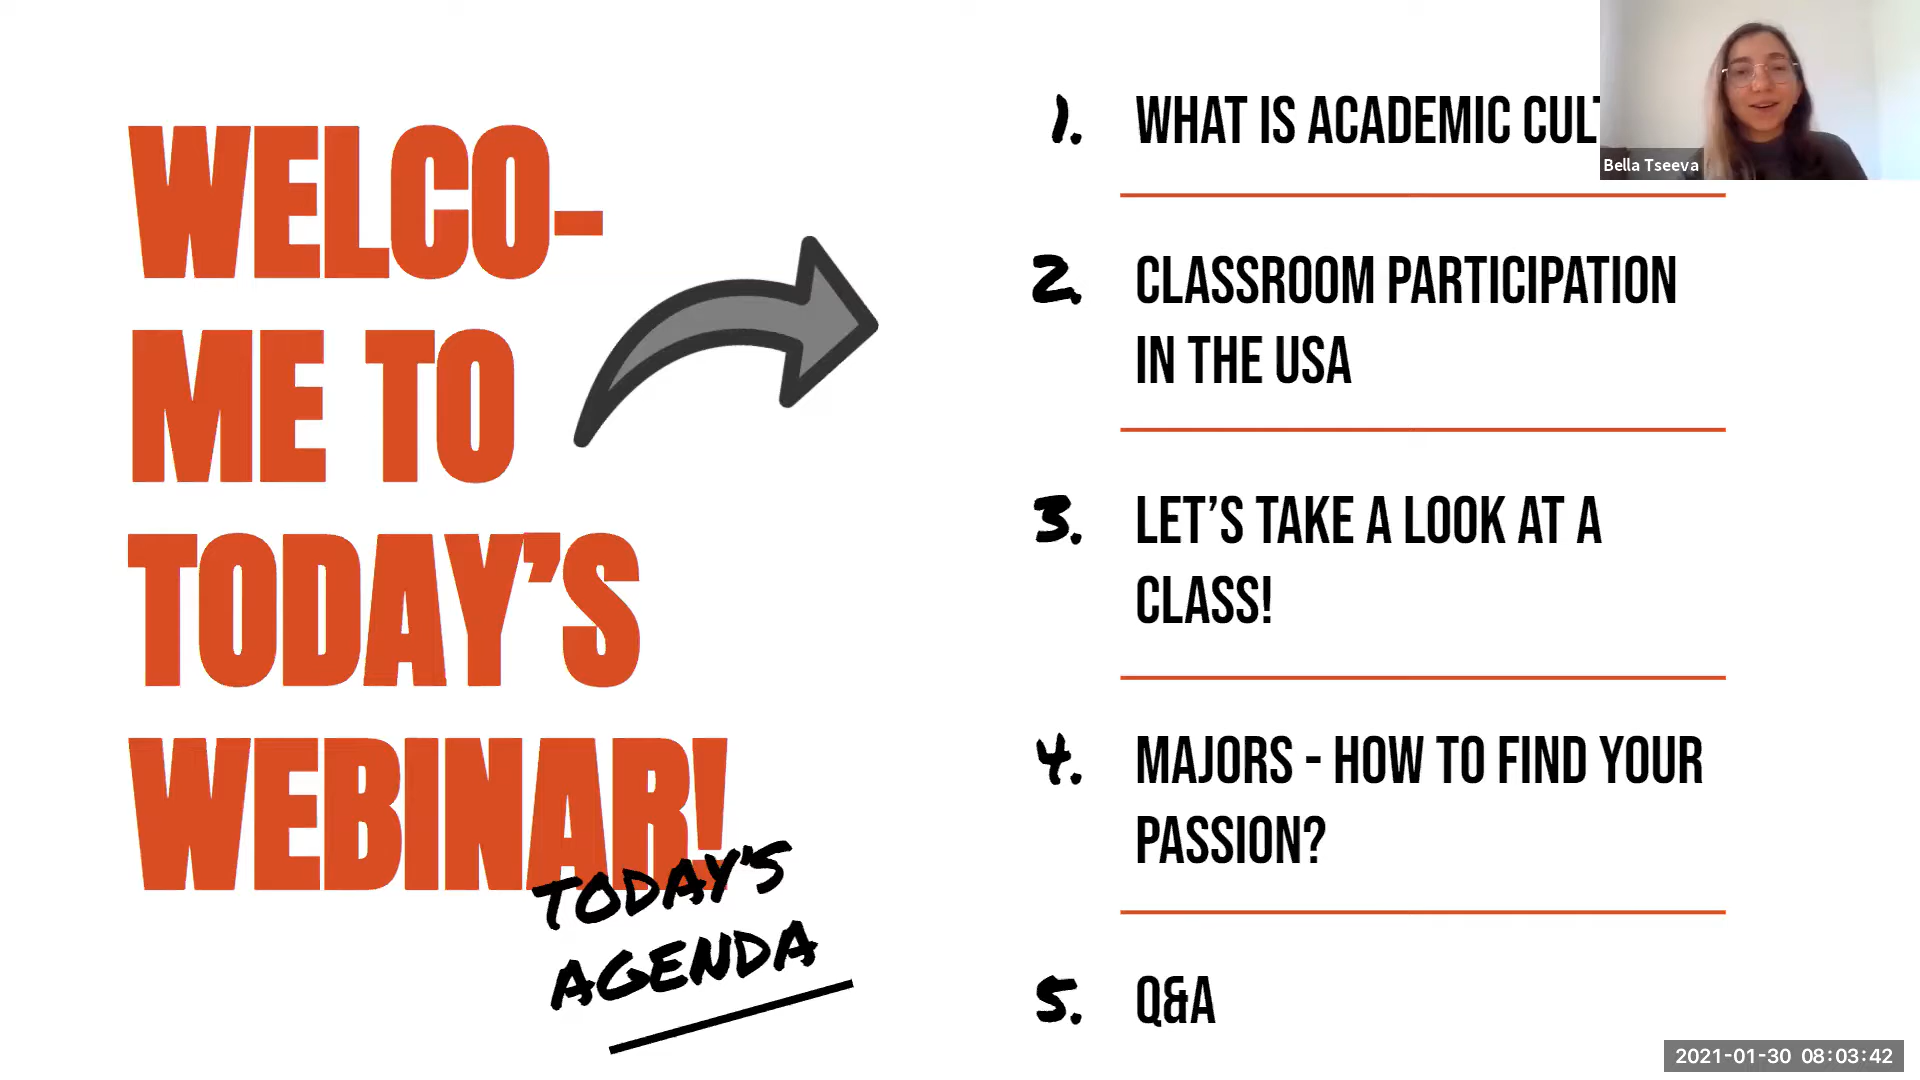 WELCO-
ME TO
TODAY'S
WEBINAR!
TODAY'S
AGENDA
1. WHAT IS ACADEMIC
2. CLASSROOM PARTICIPATION
IN THE USA
3. LET'S TAKE A LOOK AT A
CLASS!
4. MAJORS - HOW TO FIND YOUR
PASSION?
5. Q&A
Bella Tseeva
2021-01-30 08:03:42